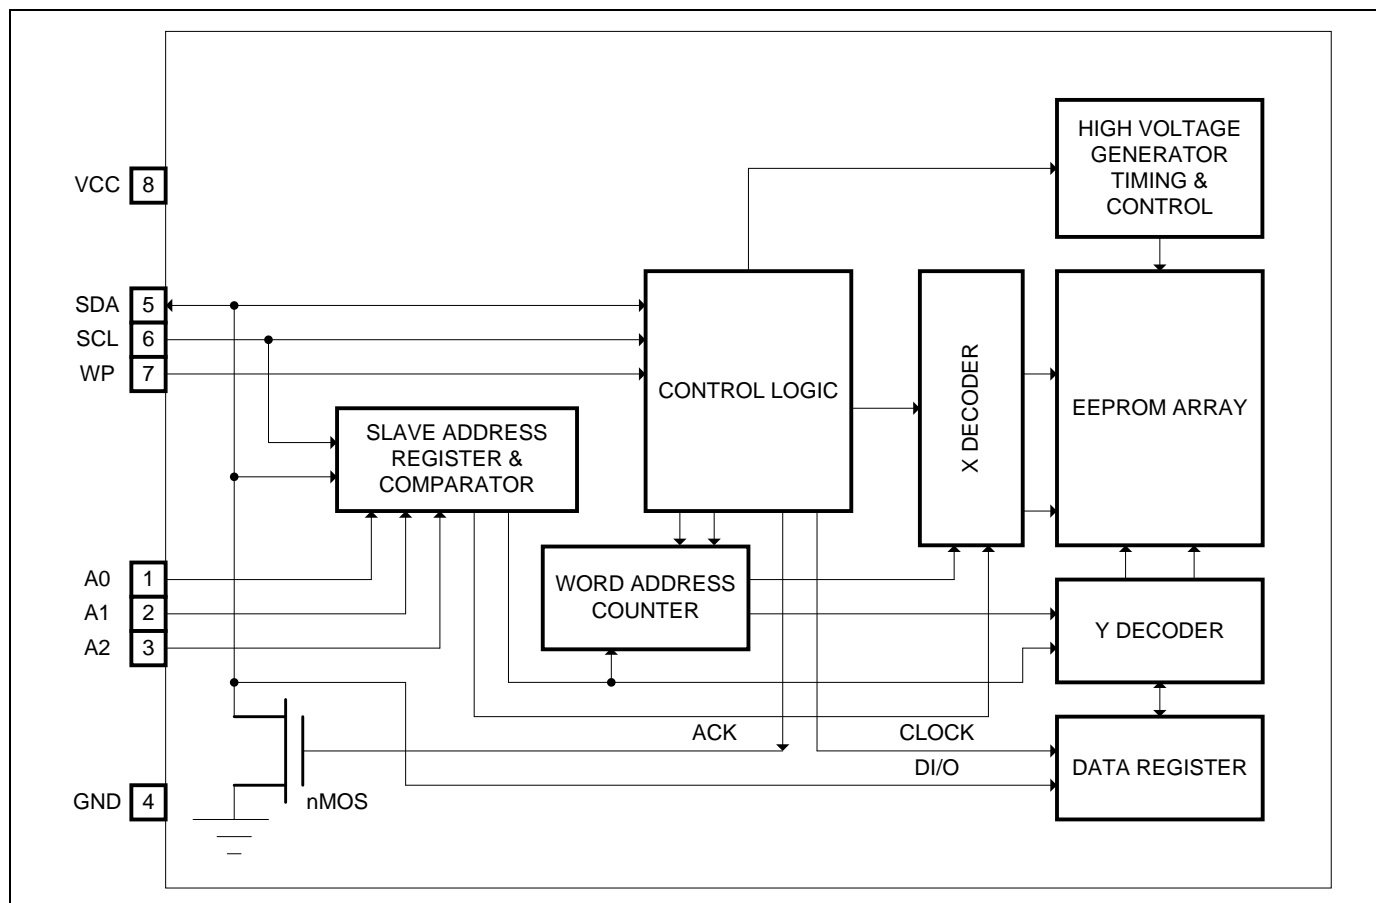 HIGH VOLTAGE
GENERATOR
TIMING &
CONTROL
VCC 8
SDA 5
SCL 6
WP 7
CONTROL LOGIC
X DECODER
EEPROM ARRAY
SLAVE ADDRESS
REGISTER &
COMPARATOR
A0 1
A1 2
A2 3
WORD ADDRESS
COUNTER
Y DECODER
ACK
CLOCK
DI/O
DATA REGISTER
GND 4
nMOS